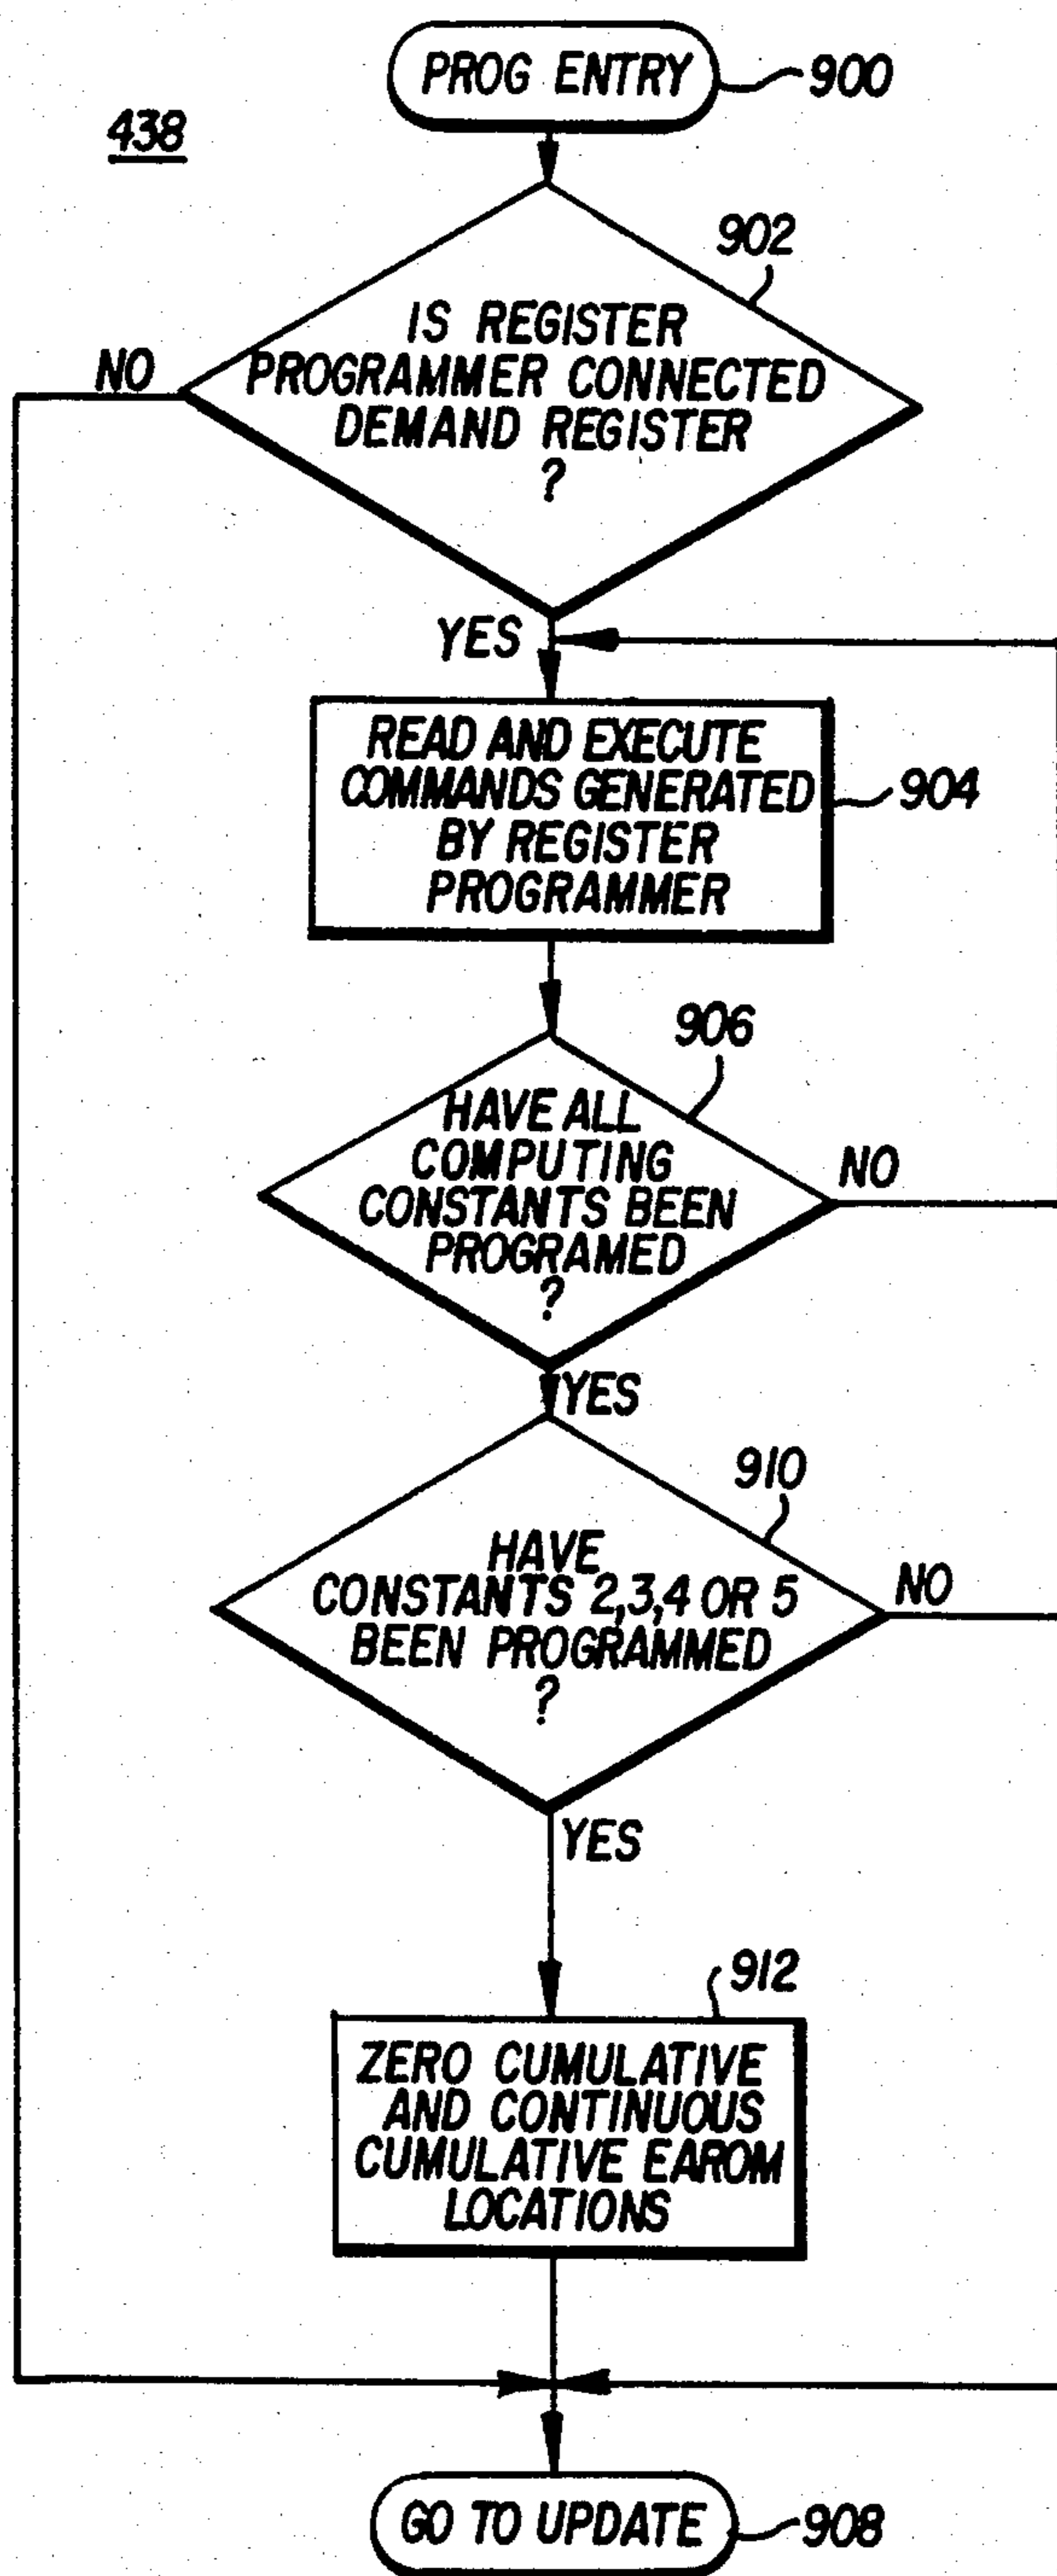 PROG ENTRY
900
438
902
IS REGISTER
PROGRAMMER CONNECTED
DEMAND REGISTER
?
NO
YES
READ AND EXECUTE
COMMANDS GENERATED
BY REGISTER
PROGRAMMER
904
906
HAVE ALL
COMPUTING
CONSTANTS BEEN
PROGRAMED
?
NO
YES
910
HAVE
CONSTANTS 2,3,4 OR 5
BEEN PROGRAMMED
?
NO
YES
912
ZERO CUMULATIVE
AND CONTINUOUS
CUMULATIVE EAROM
LOCATIONS
GO TO UPDATE
908